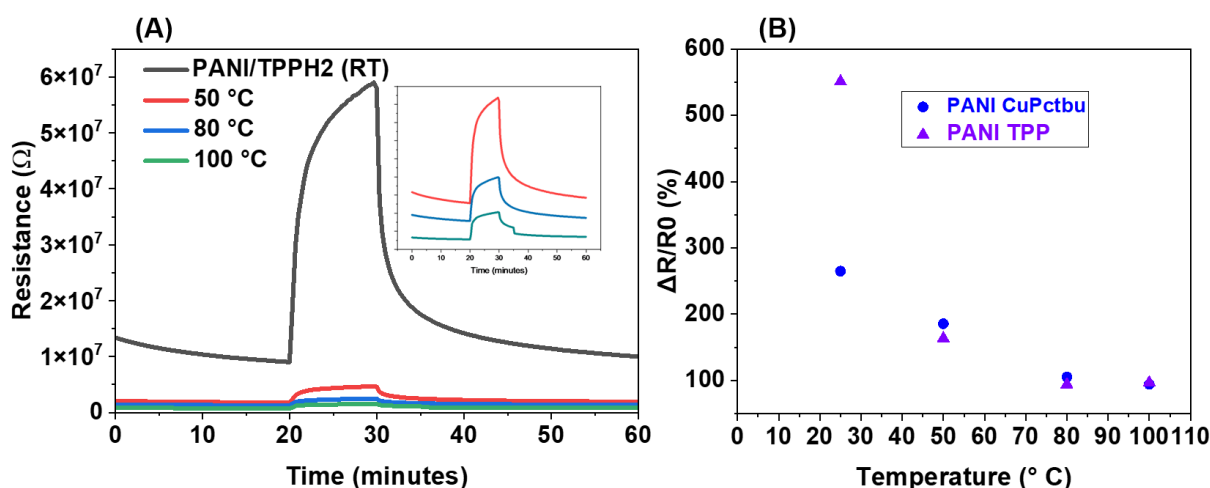 (A)
Resistance (Ω)
6×10⁷
5×10⁷
4×10⁷
3×10⁷
2×10⁷
1×10⁷
0
PANI/TPPH2 (RT)
50 °C
80 °C
100 °C
0 10 20 30 40 50 60
Time (minutes)
0 10 20 30 40 50 60
Time (minutes)
(B)
ΔR/R0 (%)
600
500
400
300
200
100
PANI CuPctbu
PANI TPP
0 10 20 30 40 50 60 70 80 90 100 110
Temperature (° C)